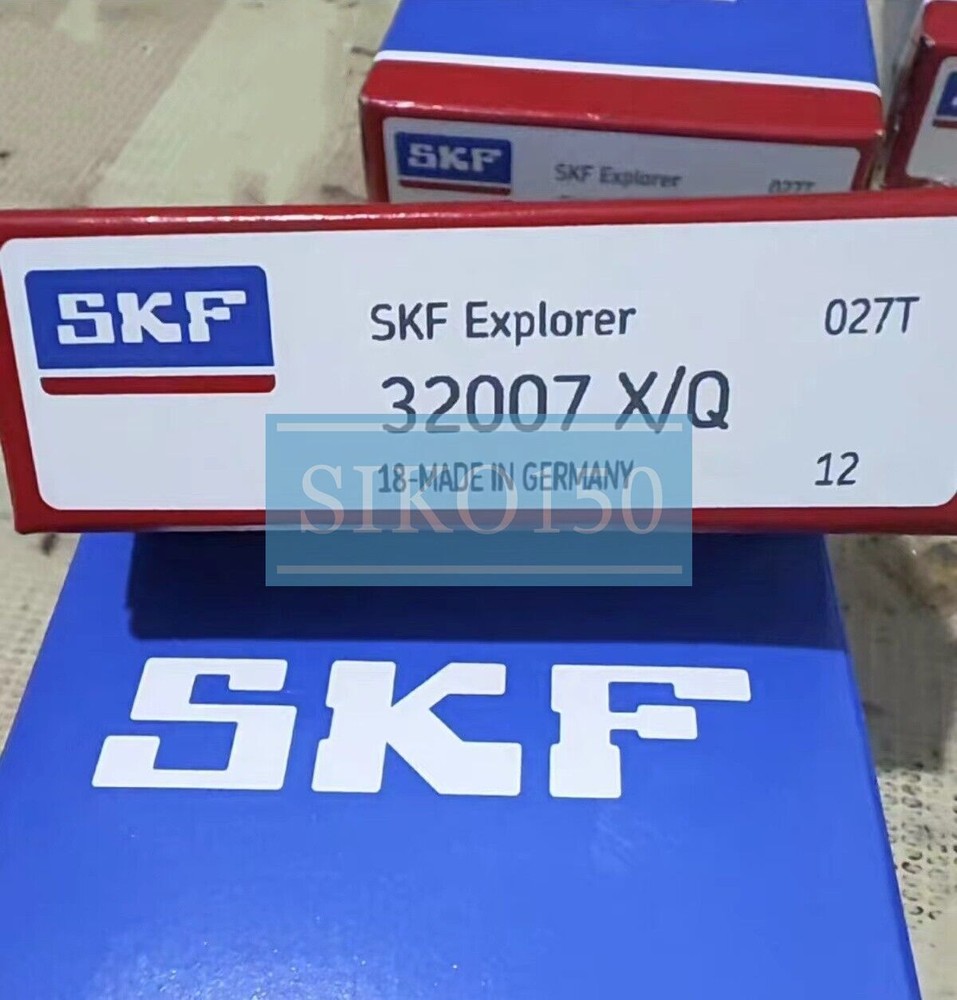 SKF
SKF Explorer
027T
SKF
SKF Explorer
027T
32007 X/Q
18-MADE IN GERMANY
12
SIKO150
SKF